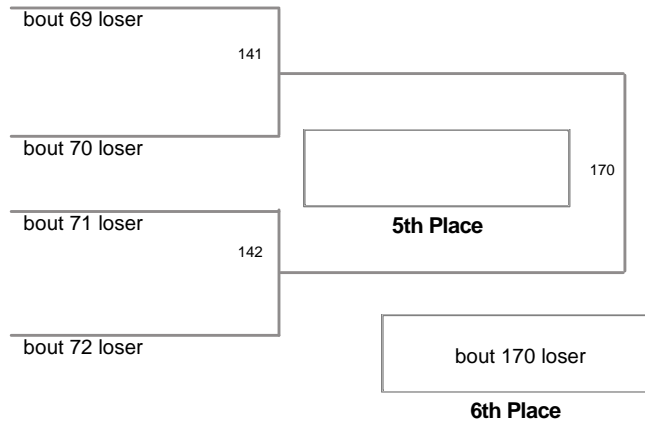 bout 69 loser
141
bout 70 loser
170
bout 71 loser
5th Place
142
bout 72 loser
bout 170 loser
6th Place